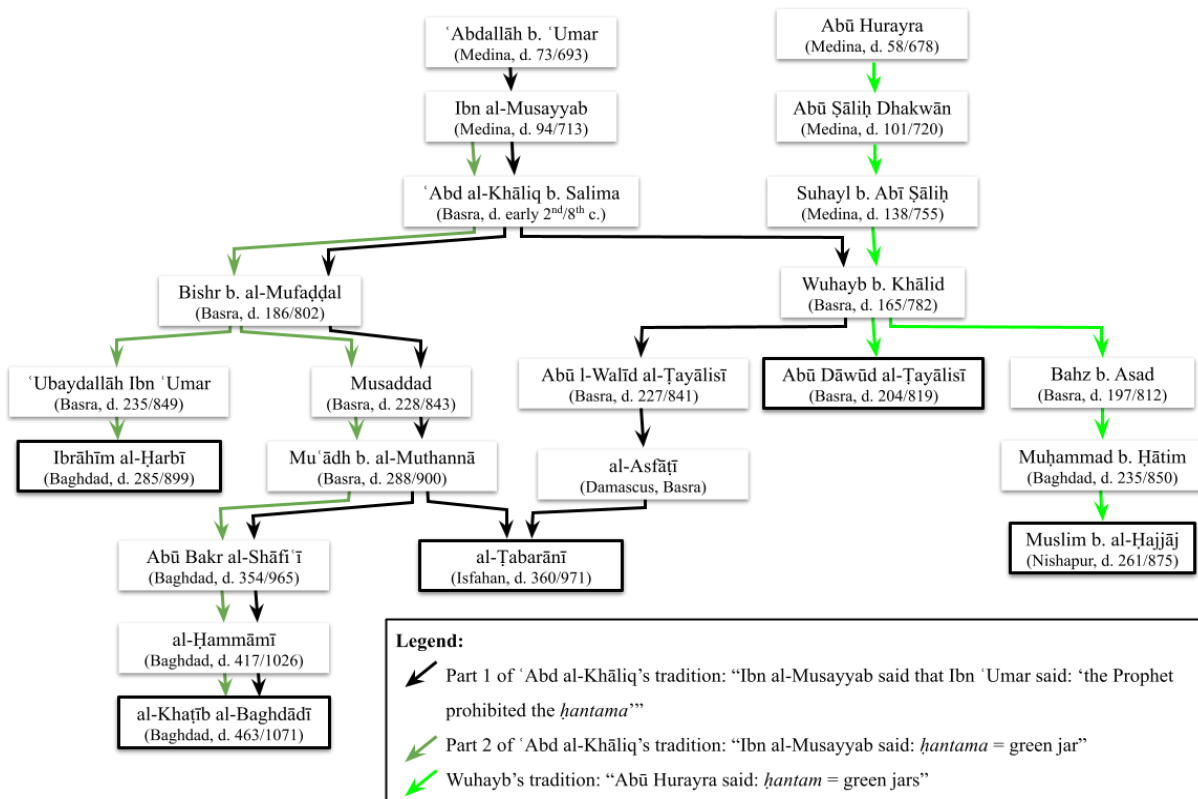 ʿAbdallāh b. ʿUmar
(Medina, d. 73/693)
Abū Hurayra
(Medina, d. 58/678)
Ibn al-Musayyab
(Medina, d. 94/713)
Abū Ṣāliḥ Dhakwān
(Medina, d. 101/720)
ʿAbd al-Khāliq b. Salima
(Basra, d. early 2nd/8th c.)
Suhayl b. Abī Ṣāliḥ
(Medina, d. 138/755)
Bishr b. al-Mufaḍḍal
(Basra, d. 186/802)
Wuhayb b. Khālid
(Basra, d. 165/782)
ʿUbaydallāh Ibn ʿUmar
(Basra, d. 235/849)
Musaddad
(Basra, d. 228/843)
Abū l-Walīd al-Ṭayālisī
(Basra, d. 227/841)
Abū Dāwūd al-Ṭayālisī
(Basra, d. 204/819)
Bahz b. Asad
(Basra, d. 197/812)
Ibrāhīm al-Ḥarbī
(Baghdad, d. 285/899)
Muʿādh b. al-Muthannā
(Basra, d. 288/900)
al-Asfāṭī
(Damascus, Basra)
Muḥammad b. Ḥātim
(Baghdad, d. 235/850)
Abū Bakr al-Shāfiʿī
(Baghdad, d. 354/965)
al-Ṭabarānī
(Isfahan, d. 360/971)
Muslim b. al-Ḥajjāj
(Nishapur, d. 261/875)
al-Ḥammāmī
(Baghdad, d. 417/1026)
al-Khaṭīb al-Baghdādī
(Baghdad, d. 463/1071)
Legend:
Part 1 of ʿAbd al-Khāliq’s tradition: “Ibn al-Musayyab said that Ibn ʿUmar said: ‘the Prophet
prohibited the ḥantama’”
Part 2 of ʿAbd al-Khāliq’s tradition: “Ibn al-Musayyab said: ḥantama = green jar”
Wuhayb’s tradition: “Abū Hurayra said: ḥantam = green jars”